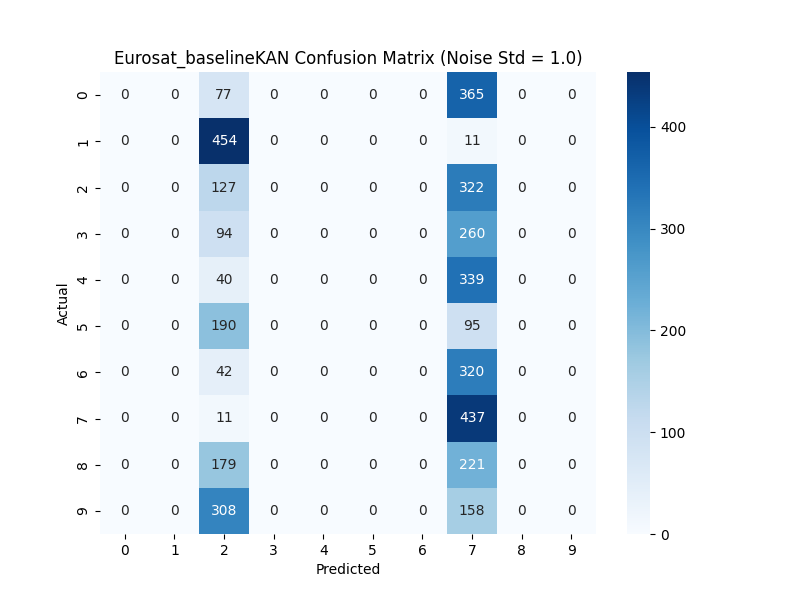 Eurosat_baselineKAN Confusion Matrix (Noise Std = 1.0)
0 0 0 77 0 0 0 0 365 0 0
1 0 0 454 0 0 0 0 11 0 0
2 0 0 127 0 0 0 0 322 0 0
3 0 0 94 0 0 0 0 260 0 0
4 0 0 40 0 0 0 0 339 0 0
5 0 0 190 0 0 0 0 95 0 0
6 0 0 42 0 0 0 0 320 0 0
7 0 0 11 0 0 0 0 437 0 0
8 0 0 179 0 0 0 0 221 0 0
9 0 0 308 0 0 0 0 158 0 0
0 1 2 3 4 5 6 7 8 9
Predicted
Actual
400
300
200
100
0